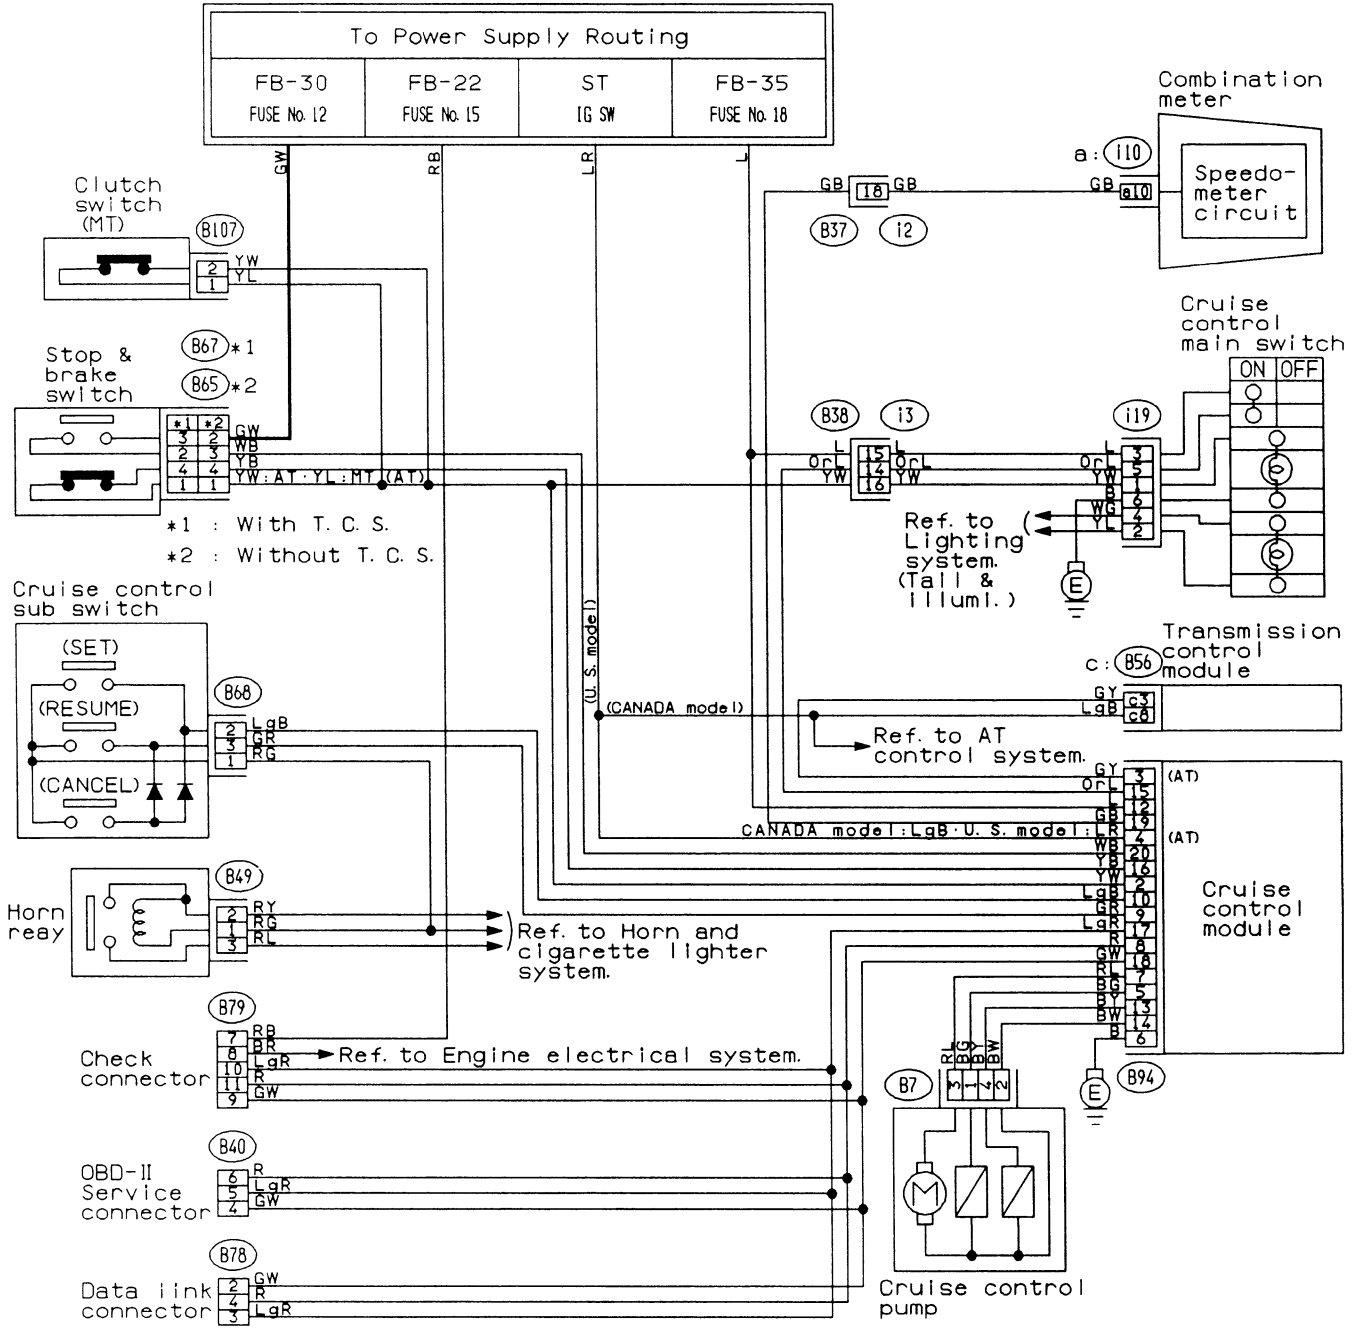 To Power Supply Routing
FB-30 FB-22 ST FB-35
FUSE No. 12 FUSE No. 15 IG SW FUSE No. 18
GW RB LR L
Combination
meter
a: i10
Speedo-
meter
circuit
GB 18 GB GB a10
B37 i2
Clutch
switch
(MT)
B107
2 YW
1 YL
Stop &
brake
switch
B67 *1
B65 *2
*1 *2
3 2 GW
2 3 WB
4 4 YB
1 1 YW:AT·YL:MT (AT)
*1 : With T. C. S.
*2 : Without T. C. S.
Cruise
control
main switch
ON OFF
B38 i3 i19
L 15 L L 3
OrL 14 OrL OrL 5
YW 16 YW YW 1
B 6
WG 4
YL 2
Ref. to
Lighting
system.
(Tail &
illumi.)
E
Cruise control
sub switch
(SET)
(RESUME)
(CANCEL)
B68
2 LgB
3 GR
1 RG
(U. S. model)
(CANADA model)
Ref. to AT
control system.
Transmission
control
module
c: B56
GY c3
LgB c8
GY 3 (AT)
OrL 15
L 12
GB 19
CANADA model:LgB·U. S. model:LR 4 (AT)
WB 20
YB 16
YW 2
LgB 10
GR 9
LgR 17
R 8
GW 18
RL 7
BG 5
BY 13
BW 14
B 6
Cruise
control
module
B94
E
Horn
reay
B49
2 RY
1 RG
3 RL
Ref. to Horn and
cigarette lighter
system.
B79
Check
connector
7 RB
8 BR
10 LgR
11 R
9 GW
Ref. to Engine electrical system.
B40
OBD-II
Service
connector
6 R
5 LgR
4 GW
B78
Data link
connector
2 GW
4 R
3 LgR
RL BG BY BW
B7
3 1 4 2
M
Cruise control
pump